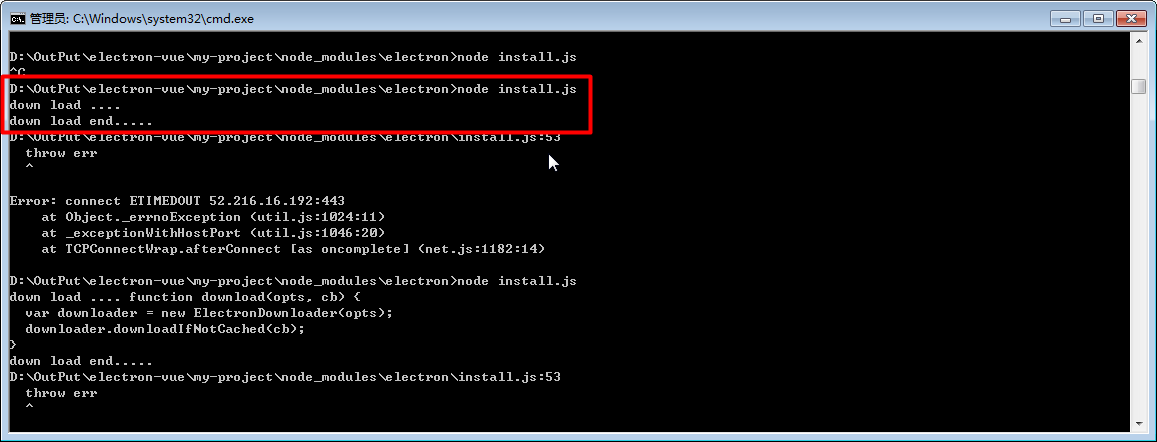 管理员: C:\Windows\system32\cmd.exe
D:\OutPut\electron-vue\my-project\node_modules\electron>node install.js
^C
D:\OutPut\electron-vue\my-project\node_modules\electron>node install.js
down load ....
down load end.....
D:\OutPut\electron-vue\my-project\node_modules\electron\install.js:53
  throw err
  ^
Error: connect ETIMEDOUT 52.216.16.192:443
    at Object._errnoException (util.js:1024:11)
    at _exceptionWithHostPort (util.js:1046:20)
    at TCPConnectWrap.afterConnect [as oncomplete] (net.js:1182:14)
D:\OutPut\electron-vue\my-project\node_modules\electron>node install.js
down load .... function download(opts, cb) {
  var downloader = new ElectronDownloader(opts);
  downloader.downloadIfNotCached(cb);
}
down load end.....
D:\OutPut\electron-vue\my-project\node_modules\electron\install.js:53
  throw err
  ^